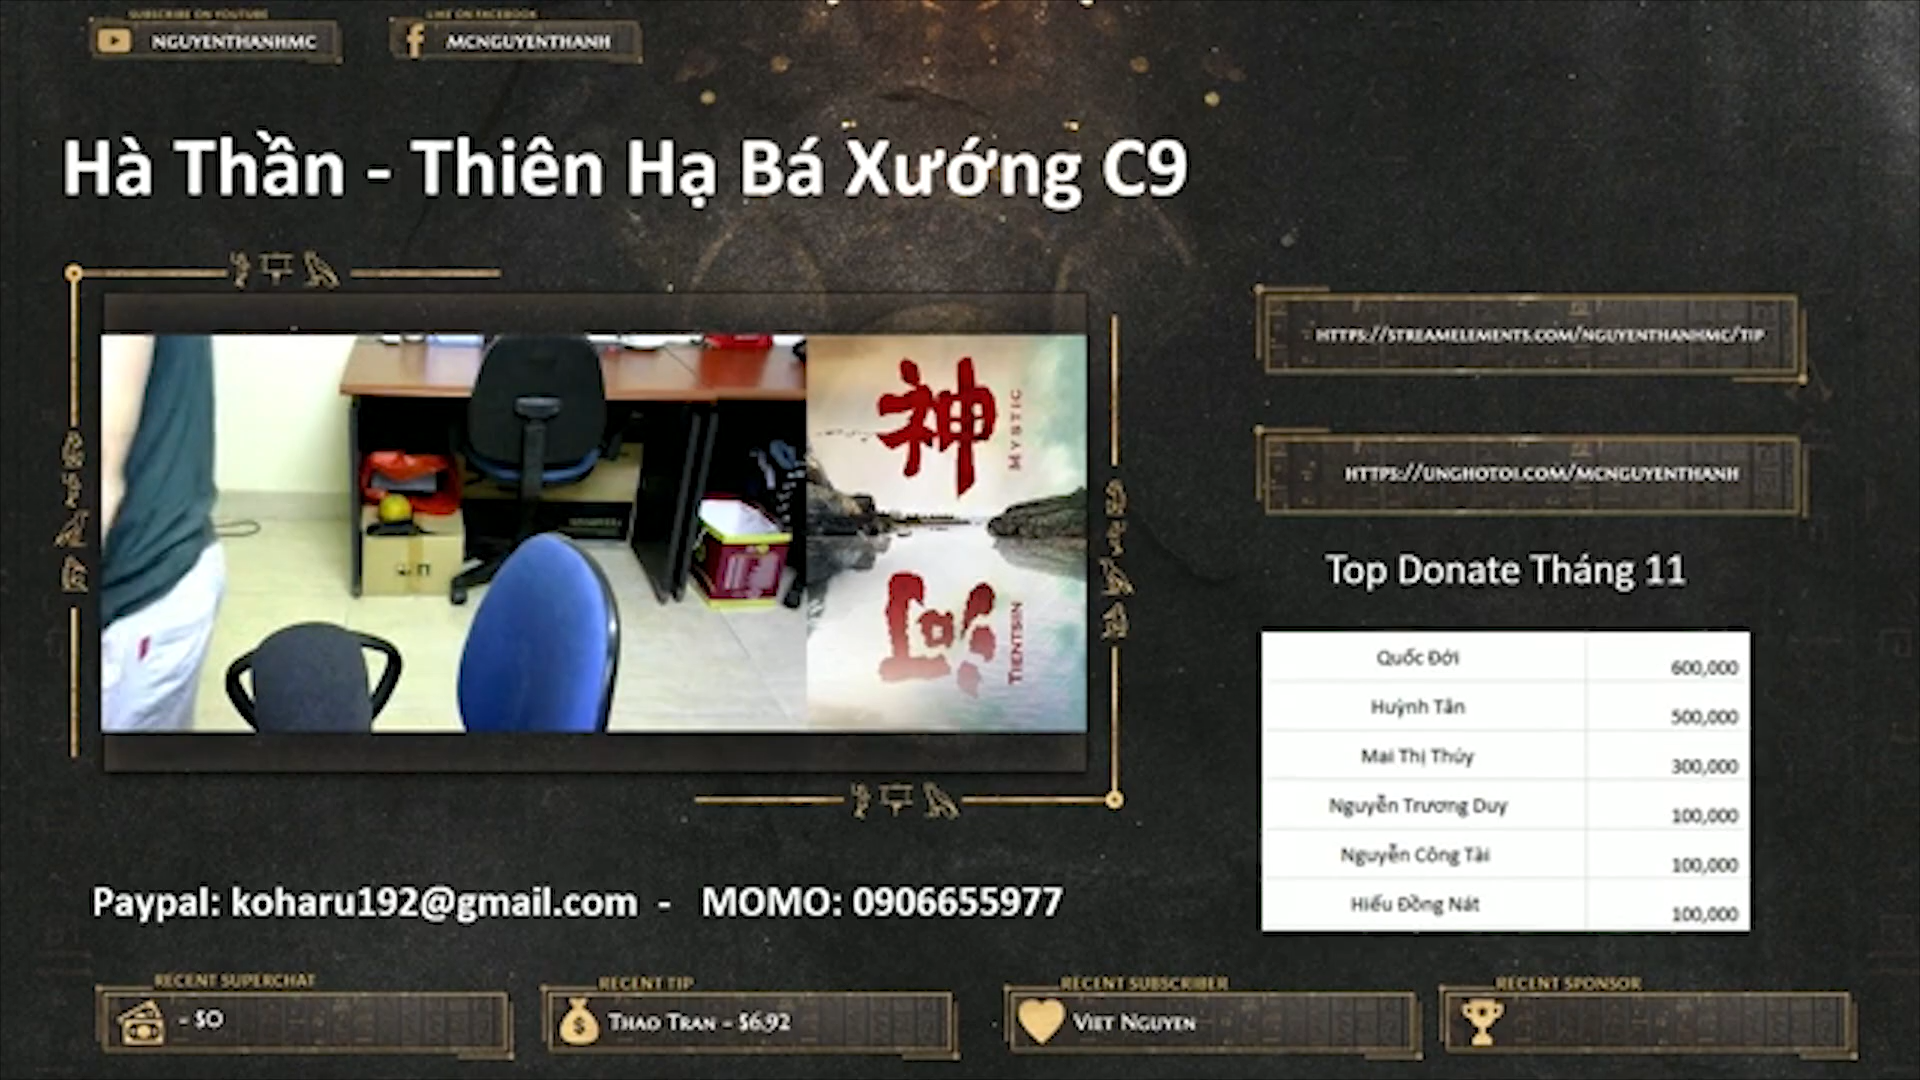 SUBSCRIBE ON YOUTUBE
NGUYENTHANHMC
LIKE ON FACEBOOK
MCNGUYENTHANH
Hà Thần - Thiên Hạ Bá Xướng C9
神
MYSTIC
TIENTSIN
HTTPS://STREAMELEMENTS.COM/NGUYENTHANHMC/TIP
HTTPS://UNGHOTOI.COM/MCNGUYENTHANH
Top Donate Tháng 11
Quốc Đới 600,000
Huỳnh Tân 500,000
Mai Thị Thúy 300,000
Nguyễn Trương Duy 100,000
Nguyễn Công Tài 100,000
Hiếu Đồng Nát 100,000
Paypal: koharu192@gmail.com - MOMO: 0906655977
RECENT SUPERCHAT
- $0
RECENT TIP
THAO TRAN - $6.92
RECENT SUBSCRIBER
VIET NGUYEN
RECENT SPONSOR